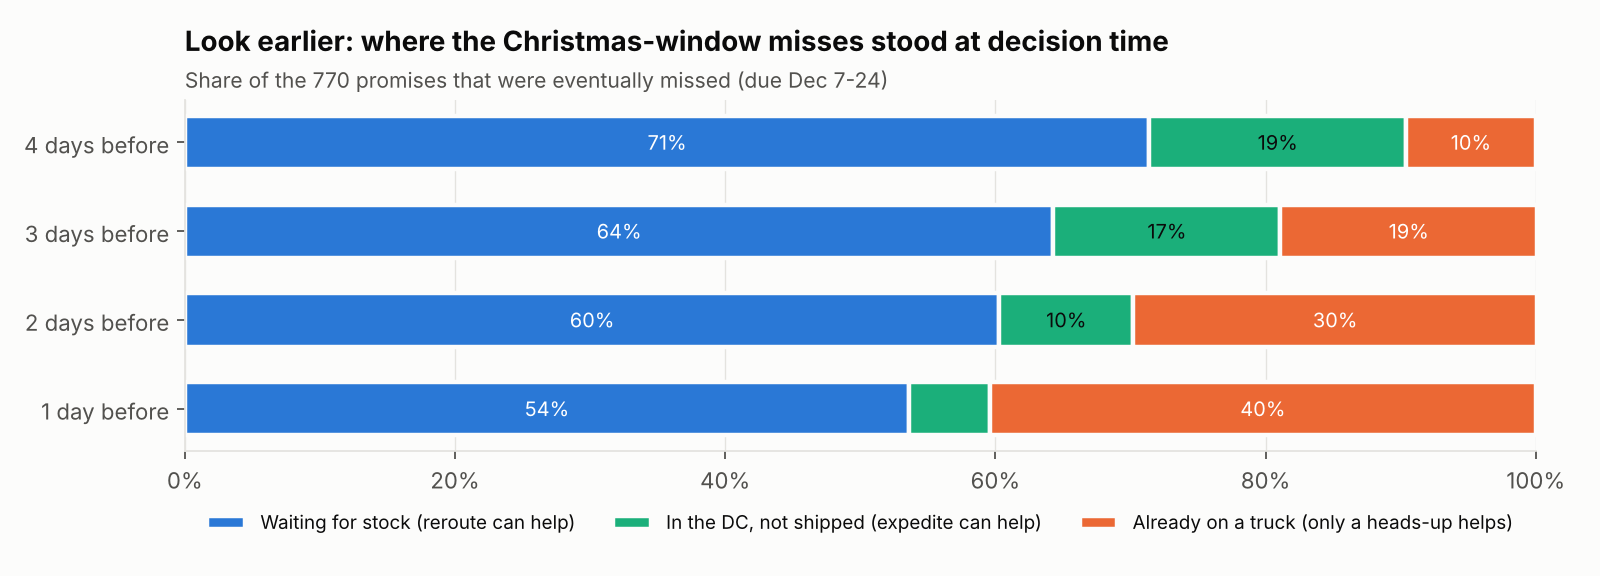 Look earlier: where the Christmas-window misses stood at decision time
Share of the 770 promises that were eventually missed (due Dec 7-24)
4 days before 71% 19% 10%
3 days before 64% 17% 19%
2 days before 60% 10% 30%
1 day before 54% 40%
0% 20% 40% 60% 80% 100%
Waiting for stock (reroute can help) In the DC, not shipped (expedite can help) Already on a truck (only a heads-up helps)